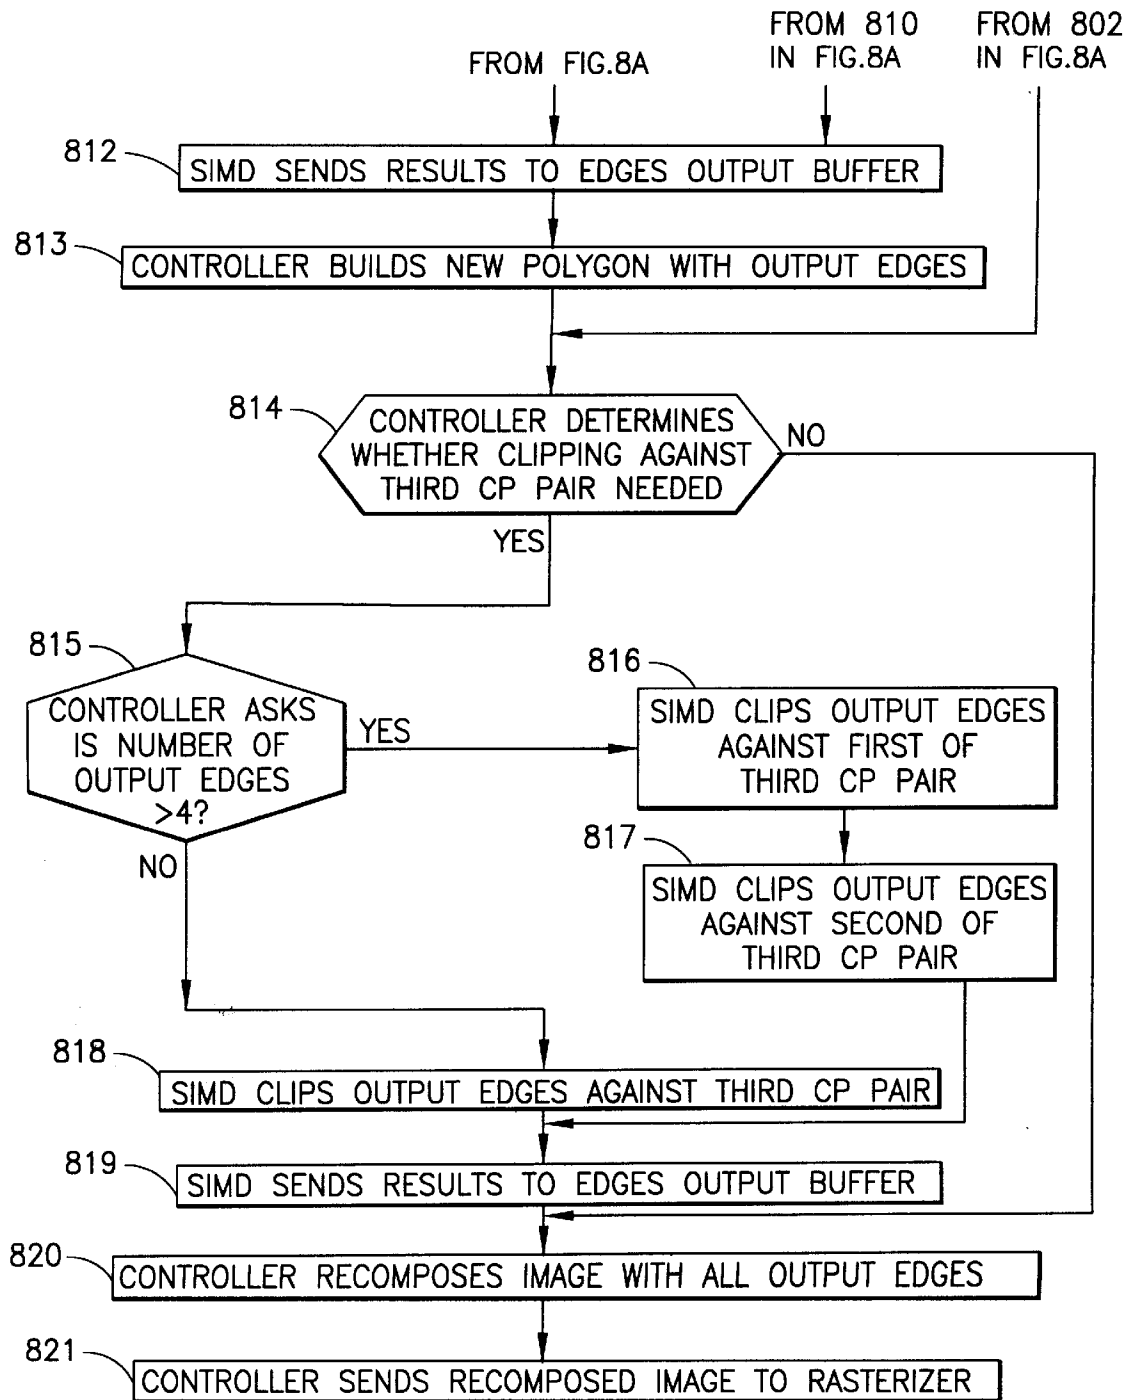 FROM FIG.8A
FROM 810
IN FIG.8A
FROM 802
IN FIG.8A
812
SIMD SENDS RESULTS TO EDGES OUTPUT BUFFER
813
CONTROLLER BUILDS NEW POLYGON WITH OUTPUT EDGES
814
CONTROLLER DETERMINES
WHETHER CLIPPING AGAINST
THIRD CP PAIR NEEDED
NO
YES
815
CONTROLLER ASKS
IS NUMBER OF
OUTPUT EDGES
>4?
YES
NO
816
SIMD CLIPS OUTPUT EDGES
AGAINST FIRST OF
THIRD CP PAIR
817
SIMD CLIPS OUTPUT EDGES
AGAINST SECOND OF
THIRD CP PAIR
818
SIMD CLIPS OUTPUT EDGES AGAINST THIRD CP PAIR
819
SIMD SENDS RESULTS TO EDGES OUTPUT BUFFER
820
CONTROLLER RECOMPOSES IMAGE WITH ALL OUTPUT EDGES
821
CONTROLLER SENDS RECOMPOSED IMAGE TO RASTERIZER